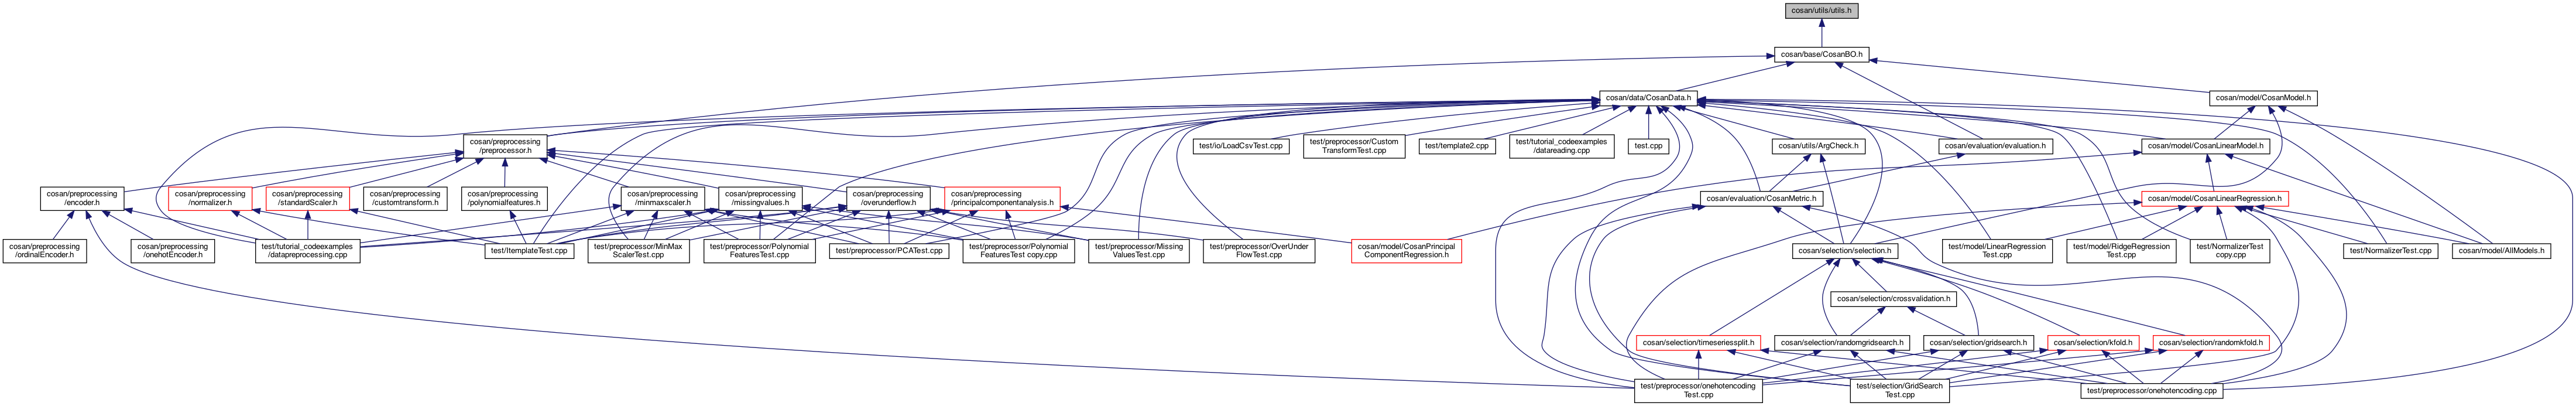 cosan/utils/utils.h
cosan/base/CosanBO.h
cosan/data/CosanData.h
cosan/model/CosanModel.h
cosan/preprocessing
/preprocessor.h
test/io/LoadCsvTest.cpp
test/preprocessor/Custom
TransformTest.cpp
test/template2.cpp
test/tutorial_codeexamples
/datareading.cpp
test.cpp
cosan/utils/ArgCheck.h
cosan/evaluation/evaluation.h
cosan/model/CosanLinearModel.h
cosan/preprocessing
/encoder.h
cosan/preprocessing
/normalizer.h
cosan/preprocessing
/standardScaler.h
cosan/preprocessing
/customtransform.h
cosan/preprocessing
/polynomialfeatures.h
cosan/preprocessing
/minmaxscaler.h
cosan/preprocessing
/missingvalues.h
cosan/preprocessing
/overunderflow.h
cosan/preprocessing
/principalcomponentanalysis.h
cosan/evaluation/CosanMetric.h
cosan/model/CosanLinearRegression.h
cosan/preprocessing
/ordinalEncoder.h
cosan/preprocessing
/onehotEncoder.h
test/tutorial_codeexamples
/datapreprocessing.cpp
test/ItemplateTest.cpp
test/preprocessor/MinMax
ScalerTest.cpp
test/preprocessor/Polynomial
FeaturesTest.cpp
test/preprocessor/PCATest.cpp
test/preprocessor/Polynomial
FeaturesTest copy.cpp
test/preprocessor/Missing
ValuesTest.cpp
test/preprocessor/OverUnder
FlowTest.cpp
cosan/model/CosanPrincipal
ComponentRegression.h
cosan/selection/selection.h
test/model/LinearRegression
Test.cpp
test/model/RidgeRegression
Test.cpp
test/NormalizerTest
copy.cpp
test/NormalizerTest.cpp
cosan/model/AllModels.h
cosan/selection/crossvalidation.h
cosan/selection/timeseriessplit.h
cosan/selection/randomgridsearch.h
cosan/selection/gridsearch.h
cosan/selection/kfold.h
cosan/selection/randomkfold.h
test/preprocessor/onehotencoding
Test.cpp
test/selection/GridSearch
Test.cpp
test/preprocessor/onehotencoding.cpp